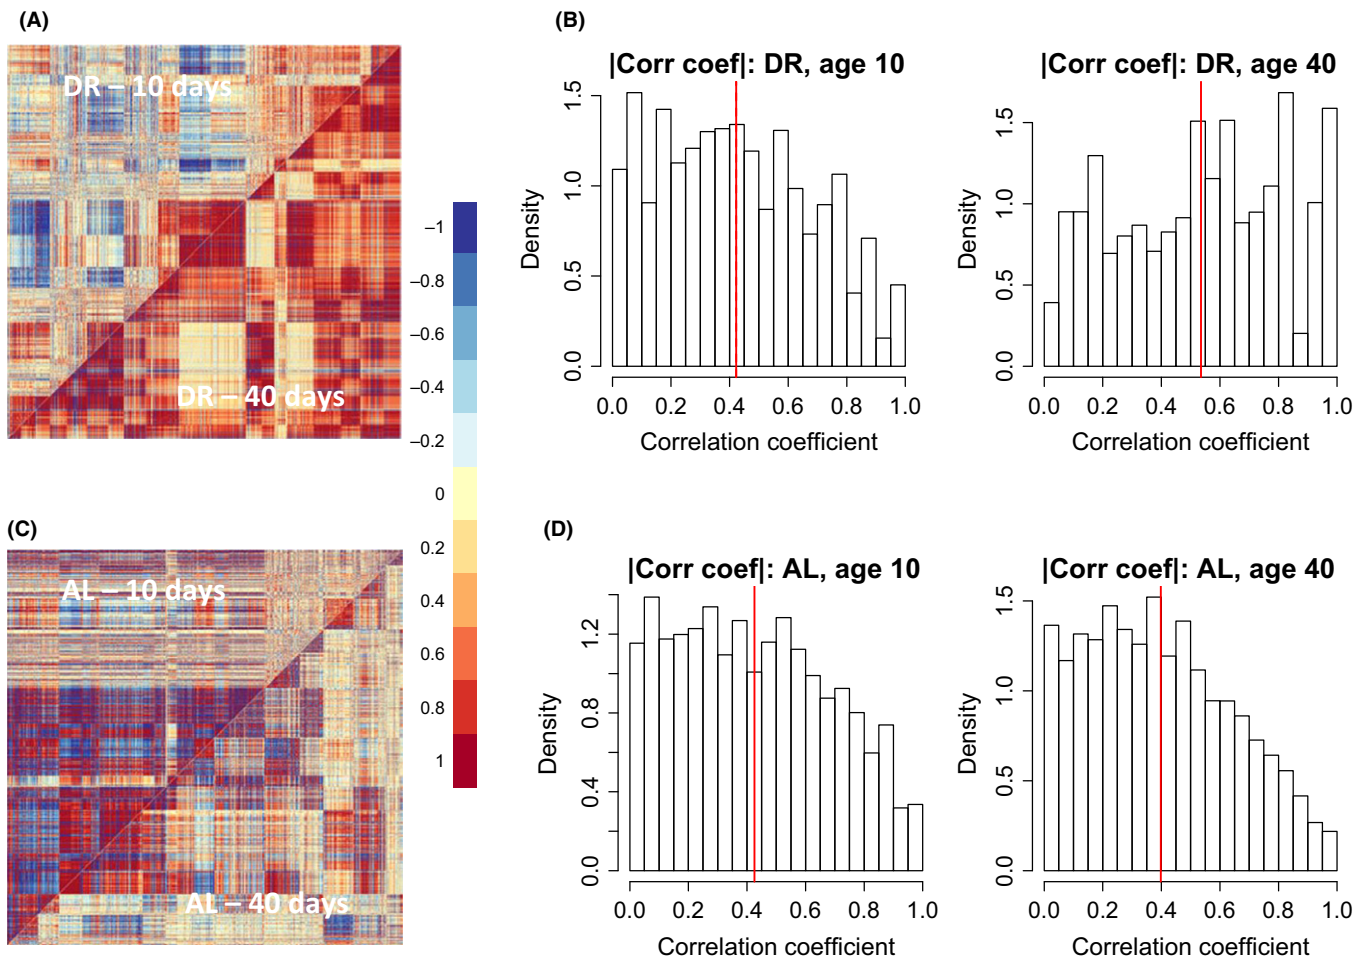 (A)
DR – 10 days
DR – 40 days
–1
–0.8
–0.6
–0.4
–0.2
0
0.2
0.4
0.6
0.8
1
(B)
|Corr coef|: DR, age 10
Density
0.0
0.5
1.0
1.5
0.0 0.2 0.4 0.6 0.8 1.0
Correlation coefficient
|Corr coef|: DR, age 40
Density
0.0
0.5
1.0
1.5
0.0 0.2 0.4 0.6 0.8 1.0
Correlation coefficient
(C)
AL – 10 days
AL – 40 days
(D)
|Corr coef|: AL, age 10
Density
0.0
0.4
0.8
1.2
0.0 0.2 0.4 0.6 0.8 1.0
Correlation coefficient
|Corr coef|: AL, age 40
Density
0.0
0.5
1.0
1.5
0.0 0.2 0.4 0.6 0.8 1.0
Correlation coefficient